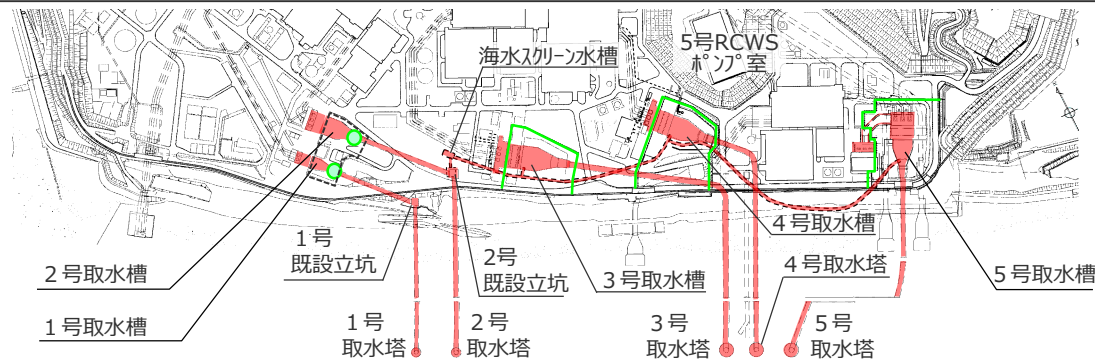 海水スクリーン水槽
5号RCWS
ポンプ室
2号取水槽
1号取水槽
1号
既設立坑
2号
既設立坑
3号取水槽
4号取水槽
4号取水塔
5号取水槽
1号
取水塔
2号
取水塔
3号
取水塔
5号
取水塔